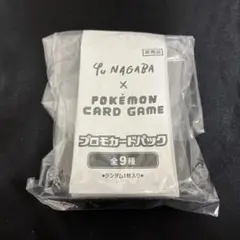 非売品
Yu NAGABA
×
POKÉMON
CARD GAME
プロモカードパック
全9種
ランダム1枚入り